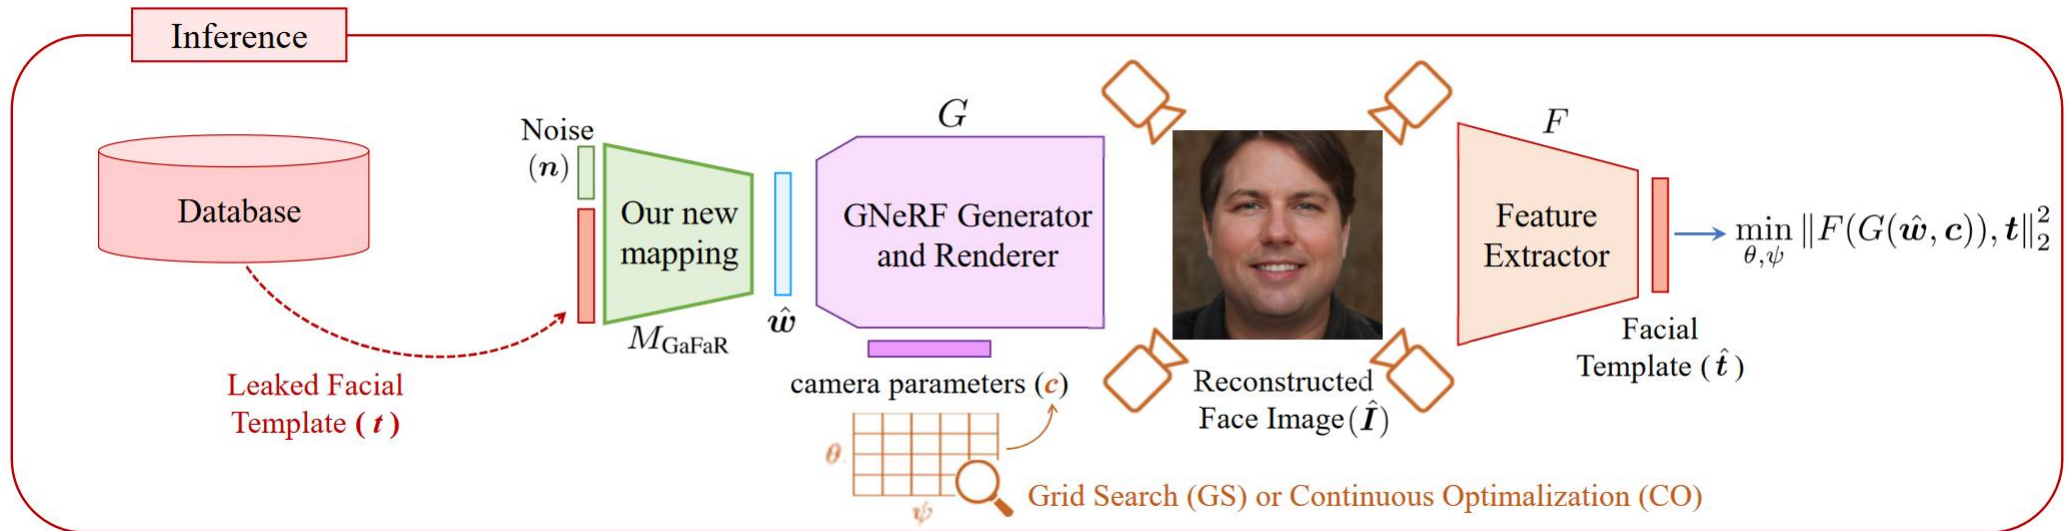 Inference
Database
Leaked Facial
Template ( t )
Noise
(n)
Our new
mapping
M_GaFaR
ŵ
G
GNeRF Generator
and Renderer
camera parameters (c)
θ
ψ
Grid Search (GS) or Continuous Optimalization (CO)
Reconstructed
Face Image (Î)
F
Feature
Extractor
Facial
Template ( t̂ )
min ‖F(G(ŵ, c)), t‖₂²
θ,ψ